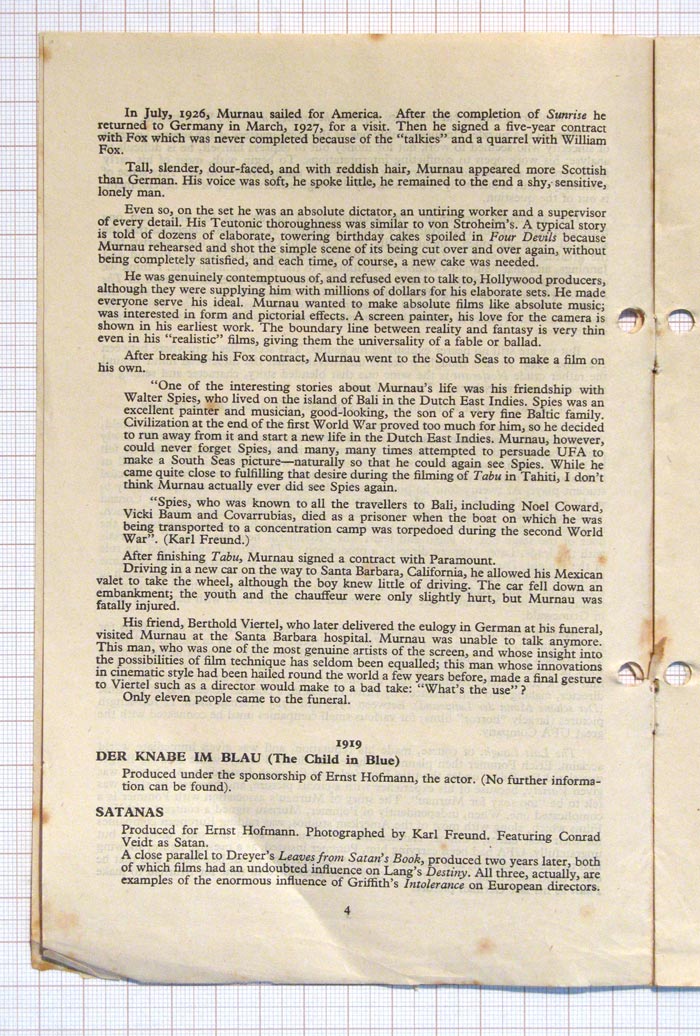 In July, 1926, Murnau sailed for America. After the completion of Sunrise he
returned to Germany in March, 1927, for a visit. Then he signed a five-year contract
with Fox which was never completed because of the “talkies” and a quarrel with William
Fox.
Tall, slender, dour-faced, and with reddish hair, Murnau appeared more Scottish
than German. His voice was soft, he spoke little, he remained to the end a shy, sensitive,
lonely man.
Even so, on the set he was an absolute dictator, an untiring worker and a supervisor
of every detail. His Teutonic thoroughness was similar to von Stroheim’s. A typical story
is told of dozens of elaborate, towering birthday cakes spoiled in Four Devils because
Murnau rehearsed and shot the simple scene of its being cut over and over again, without
being completely satisfied, and each time, of course, a new cake was needed.
He was genuinely contemptuous of, and refused even to talk to, Hollywood producers,
although they were supplying him with millions of dollars for his elaborate sets. He made
everyone serve his ideal. Murnau wanted to make absolute films like absolute music;
was interested in form and pictorial effects. A screen painter, his love for the camera is
shown in his earliest work. The boundary line between reality and fantasy is very thin
even in his “realistic” films, giving them the universality of a fable or ballad.
After breaking his Fox contract, Murnau went to the South Seas to make a film on
his own.
“One of the interesting stories about Murnau’s life was his friendship with
Walter Spies, who lived on the island of Bali in the Dutch East Indies. Spies was an
excellent painter and musician, good-looking, the son of a very fine Baltic family.
Civilization at the end of the first World War proved too much for him, so he decided
to run away from it and start a new life in the Dutch East Indies. Murnau, however,
could never forget Spies, and many, many times attempted to persuade UFA to
make a South Seas picture—naturally so that he could again see Spies. While he
came quite close to fulfilling that desire during the filming of Tabu in Tahiti, I don’t
think Murnau actually ever did see Spies again.
“Spies, who was known to all the travellers to Bali, including Noel Coward,
Vicki Baum and Covarrubias, died as a prisoner when the boat on which he was
being transported to a concentration camp was torpedoed during the second World
War”. (Karl Freund.)
After finishing Tabu, Murnau signed a contract with Paramount.
Driving in a new car on the way to Santa Barbara, California, he allowed his Mexican
valet to take the wheel, although the boy knew little of driving. The car fell down an
embankment; the youth and the chauffeur were only slightly hurt, but Murnau was
fatally injured.
His friend, Berthold Viertel, who later delivered the eulogy in German at his funeral,
visited Murnau at the Santa Barbara hospital. Murnau was unable to talk anymore.
This man, who was one of the most genuine artists of the screen, and whose insight into
the possibilities of film technique has seldom been equalled; this man whose innovations
in cinematic style had been hailed round the world a few years before, made a final gesture
to Viertel such as a director would make to a bad take: “What’s the use”?
Only eleven people came to the funeral.
1919
DER KNABE IM BLAU (The Child in Blue)
Produced under the sponsorship of Ernst Hofmann, the actor. (No further informa-
tion can be found).
SATANAS
Produced for Ernst Hofmann. Photographed by Karl Freund. Featuring Conrad
Veidt as Satan.
A close parallel to Dreyer’s Leaves from Satan’s Book, produced two years later, both
of which films had an undoubted influence on Lang’s Destiny. All three, actually, are
examples of the enormous influence of Griffith’s Intolerance on European directors.
4